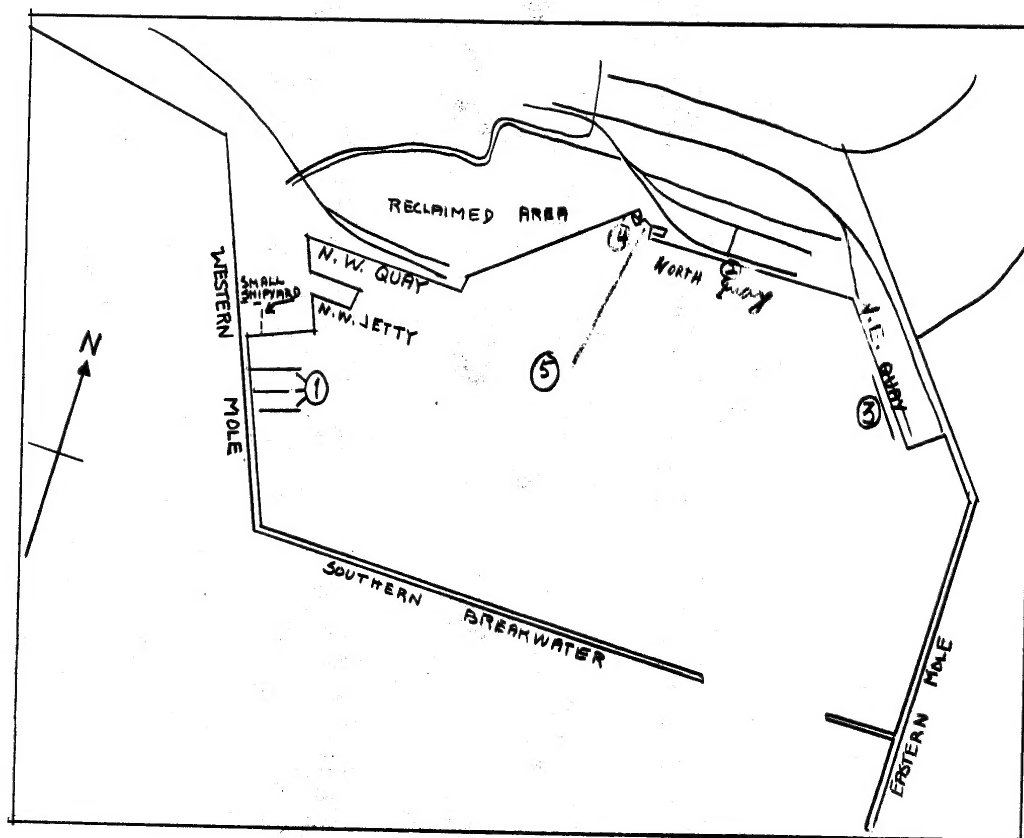 N
RECLAIMED AREA
N.W. QUAY
N.W. JETTY
SMALL
SHIPYARD
WESTERN
MOLE
1
4
NORTH
Quay
5
N.E. QUAY
3
SOUTHERN BREAKWATER
EASTERN MOLE